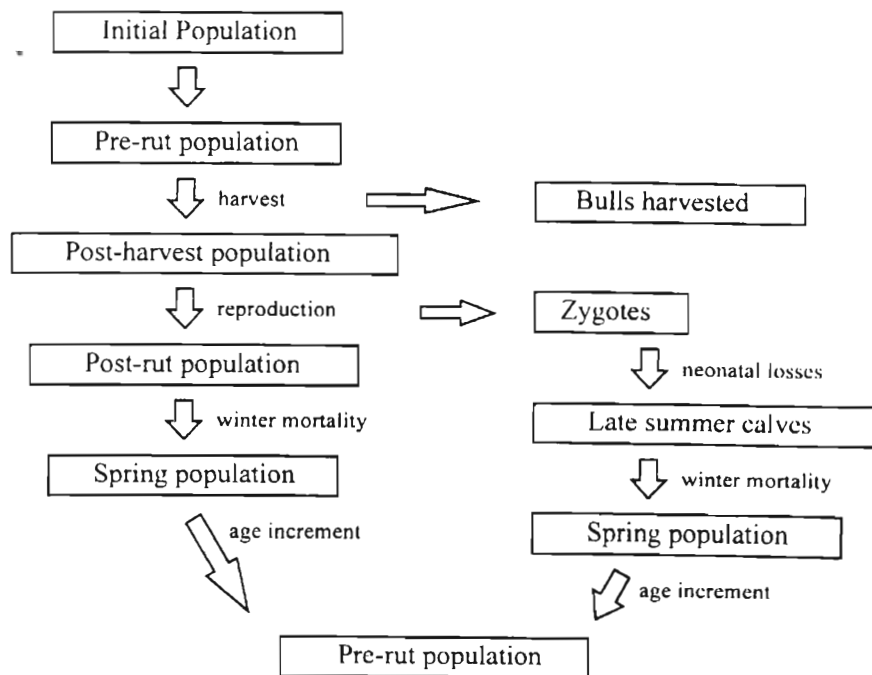 Initial Population
Pre-rut population
harvest
Bulls harvested
Post-harvest population
reproduction
Zygotes
Post-rut population
neonatal losses
winter mortality
Late summer calves
Spring population
winter mortality
age increment
Spring population
age increment
Pre-rut population